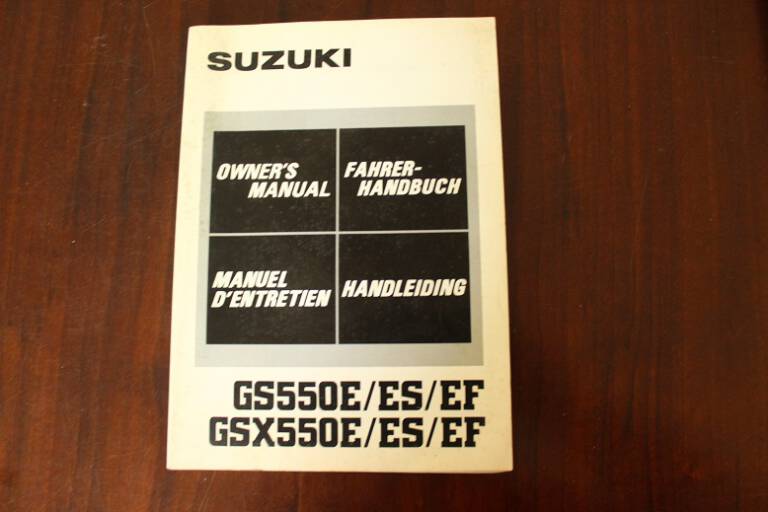 SUZUKI
OWNER'S
MANUAL
FAHRER-
HANDBUCH
MANUEL
D'ENTRETIEN
HANDLEIDING
GS550E/ES/EF
GSX550E/ES/EF